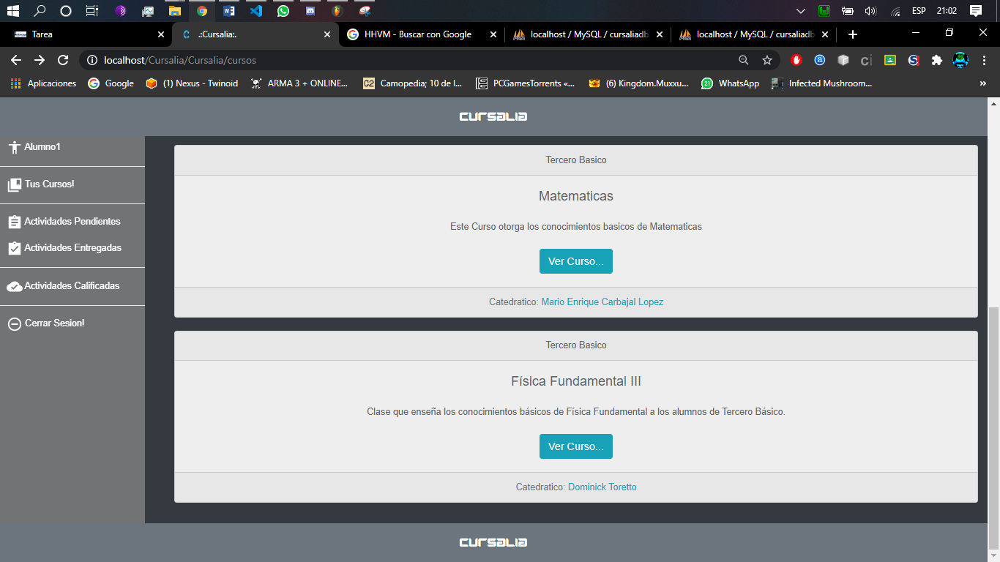 ESP 21:02
Tarea
.:Cursalia:.
HHVM - Buscar con Google
localhost / MySQL / cursaliadb
localhost / MySQL / cursaliadb
localhost/Cursalia/Cursalia/cursos
Aplicaciones
Google
(1) Nexus - Twinoid
ARMA 3 + ONLINE...
C2 Camopedia; 10 de l...
PCGamesTorrents «...
(6) Kingdom.Muxxu...
21 WhatsApp
Infected Mushroom...
»
cursalia
Alumno1
Tus Cursos!
Actividades Pendientes
Actividades Entregadas
Actividades Calificadas
Cerrar Sesion!
Tercero Basico
Matematicas
Este Curso otorga los conocimientos basicos de Matematicas
Ver Curso...
Catedratico: Mario Enrique Carbajal Lopez
Tercero Basico
Física Fundamental III
Clase que enseña los conocimientos básicos de Física Fundamental a los alumnos de Tercero Básico.
Ver Curso...
Catedratico: Dominick Toretto
cursalia